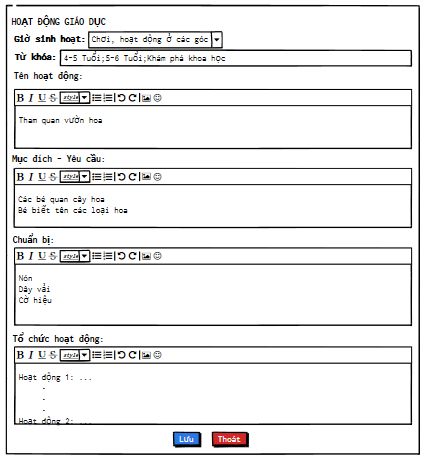 HOẠT ĐỘNG GIÁO DỤC
Giờ sinh hoạt: Chơi, hoạt động ở các góc
Từ khóa: 4-5 Tuổi;5-6 Tuổi;Khám phá khoa học
Tên hoạt động:
B I U S style
Tham quan vườn hoa
Mục đích - Yêu cầu:
B I U S style
Các bé quan cây hoa
Bé biết tên các loại hoa
Chuẩn bị:
B I U S style
Nón
Dây vải
Cờ hiệu
Tổ chức hoạt động:
B I U S style
Hoạt động 1: ...
.
.
.
Hoạt động 2: ...
Lưu Thoát